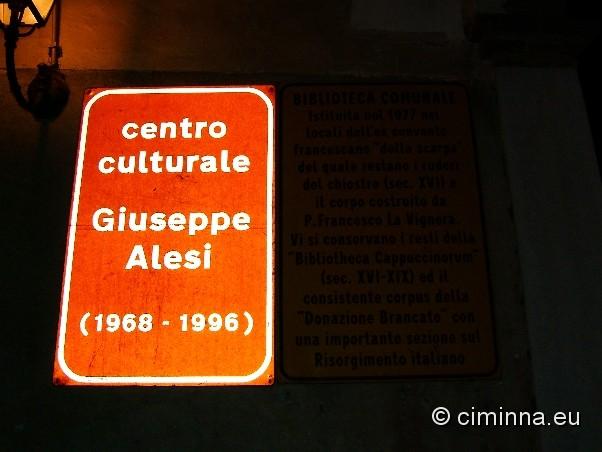 centro
culturale
Giuseppe
Alesi
(1968 - 1996)
BIBLIOTECA COMUNALE
Istituita nel 1977 nei
locali dell'ex convento
francescano "della scarpa"
del quale restano i ruderi
del chiostro (sec. XVI) e
il corpo costruito da
P. Francesco La Vignera.
Vi si conservano i resti della
"Bibliotheca Cappuccinorum"
(sec. XVI-XIX) ed il
consistente corpus della
"Donazione Brancato" con
una importante sezione sul
Risorgimento italiano
© ciminna.eu